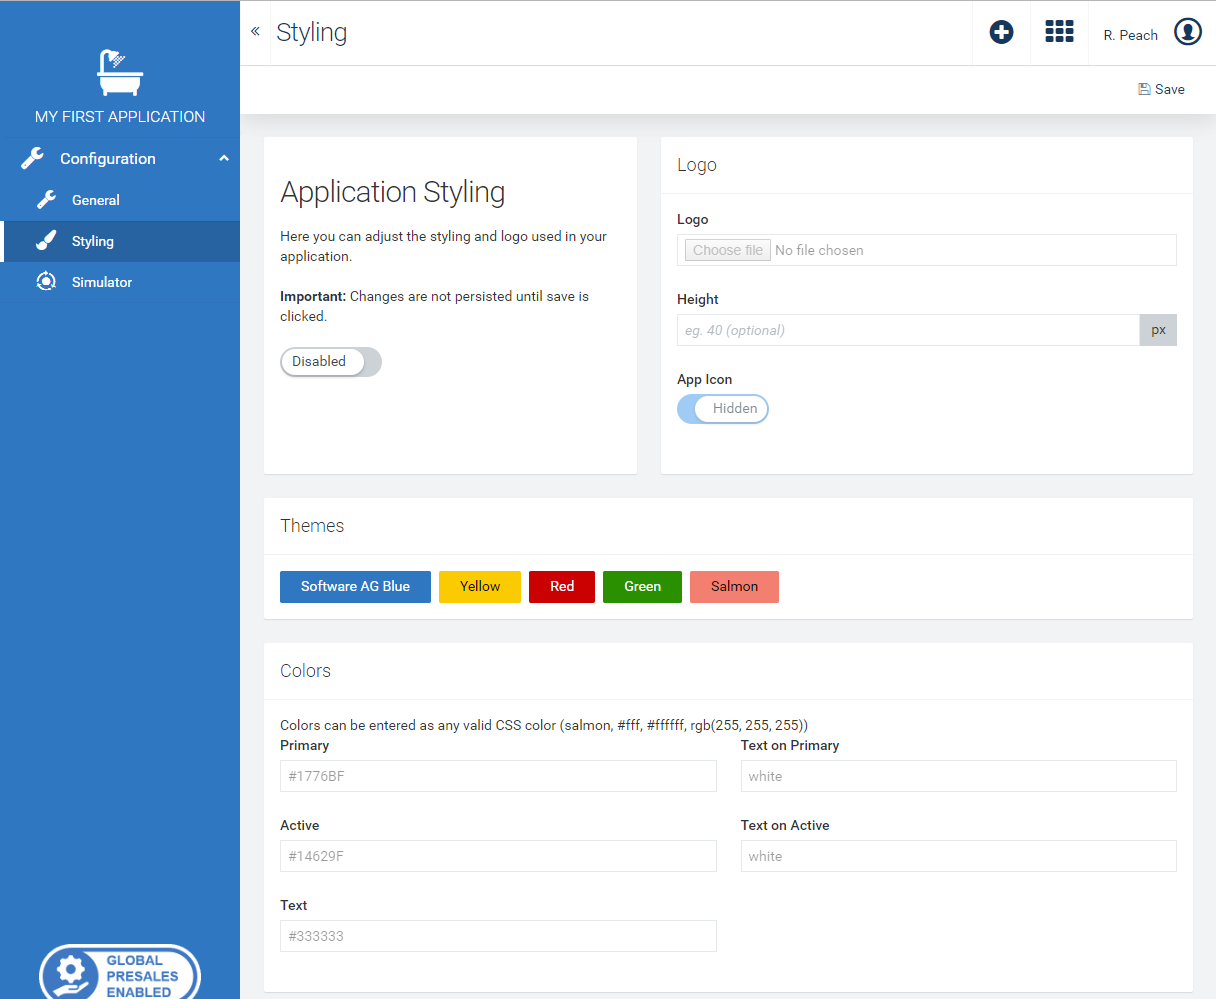 « Styling
R. Peach
Save
MY FIRST APPLICATION
Configuration
General
Styling
Simulator
GLOBAL
PRESALES
ENABLED
Application Styling
Here you can adjust the styling and logo used in your
application.
Important: Changes are not persisted until save is
clicked.
Disabled
Logo
Logo
Choose file No file chosen
Height
eg. 40 (optional) px
App Icon
Hidden
Themes
Software AG Blue Yellow Red Green Salmon
Colors
Colors can be entered as any valid CSS color (salmon, #fff, #ffffff, rgb(255, 255, 255))
Primary Text on Primary
#1776BF white
Active Text on Active
#14629F white
Text
#333333